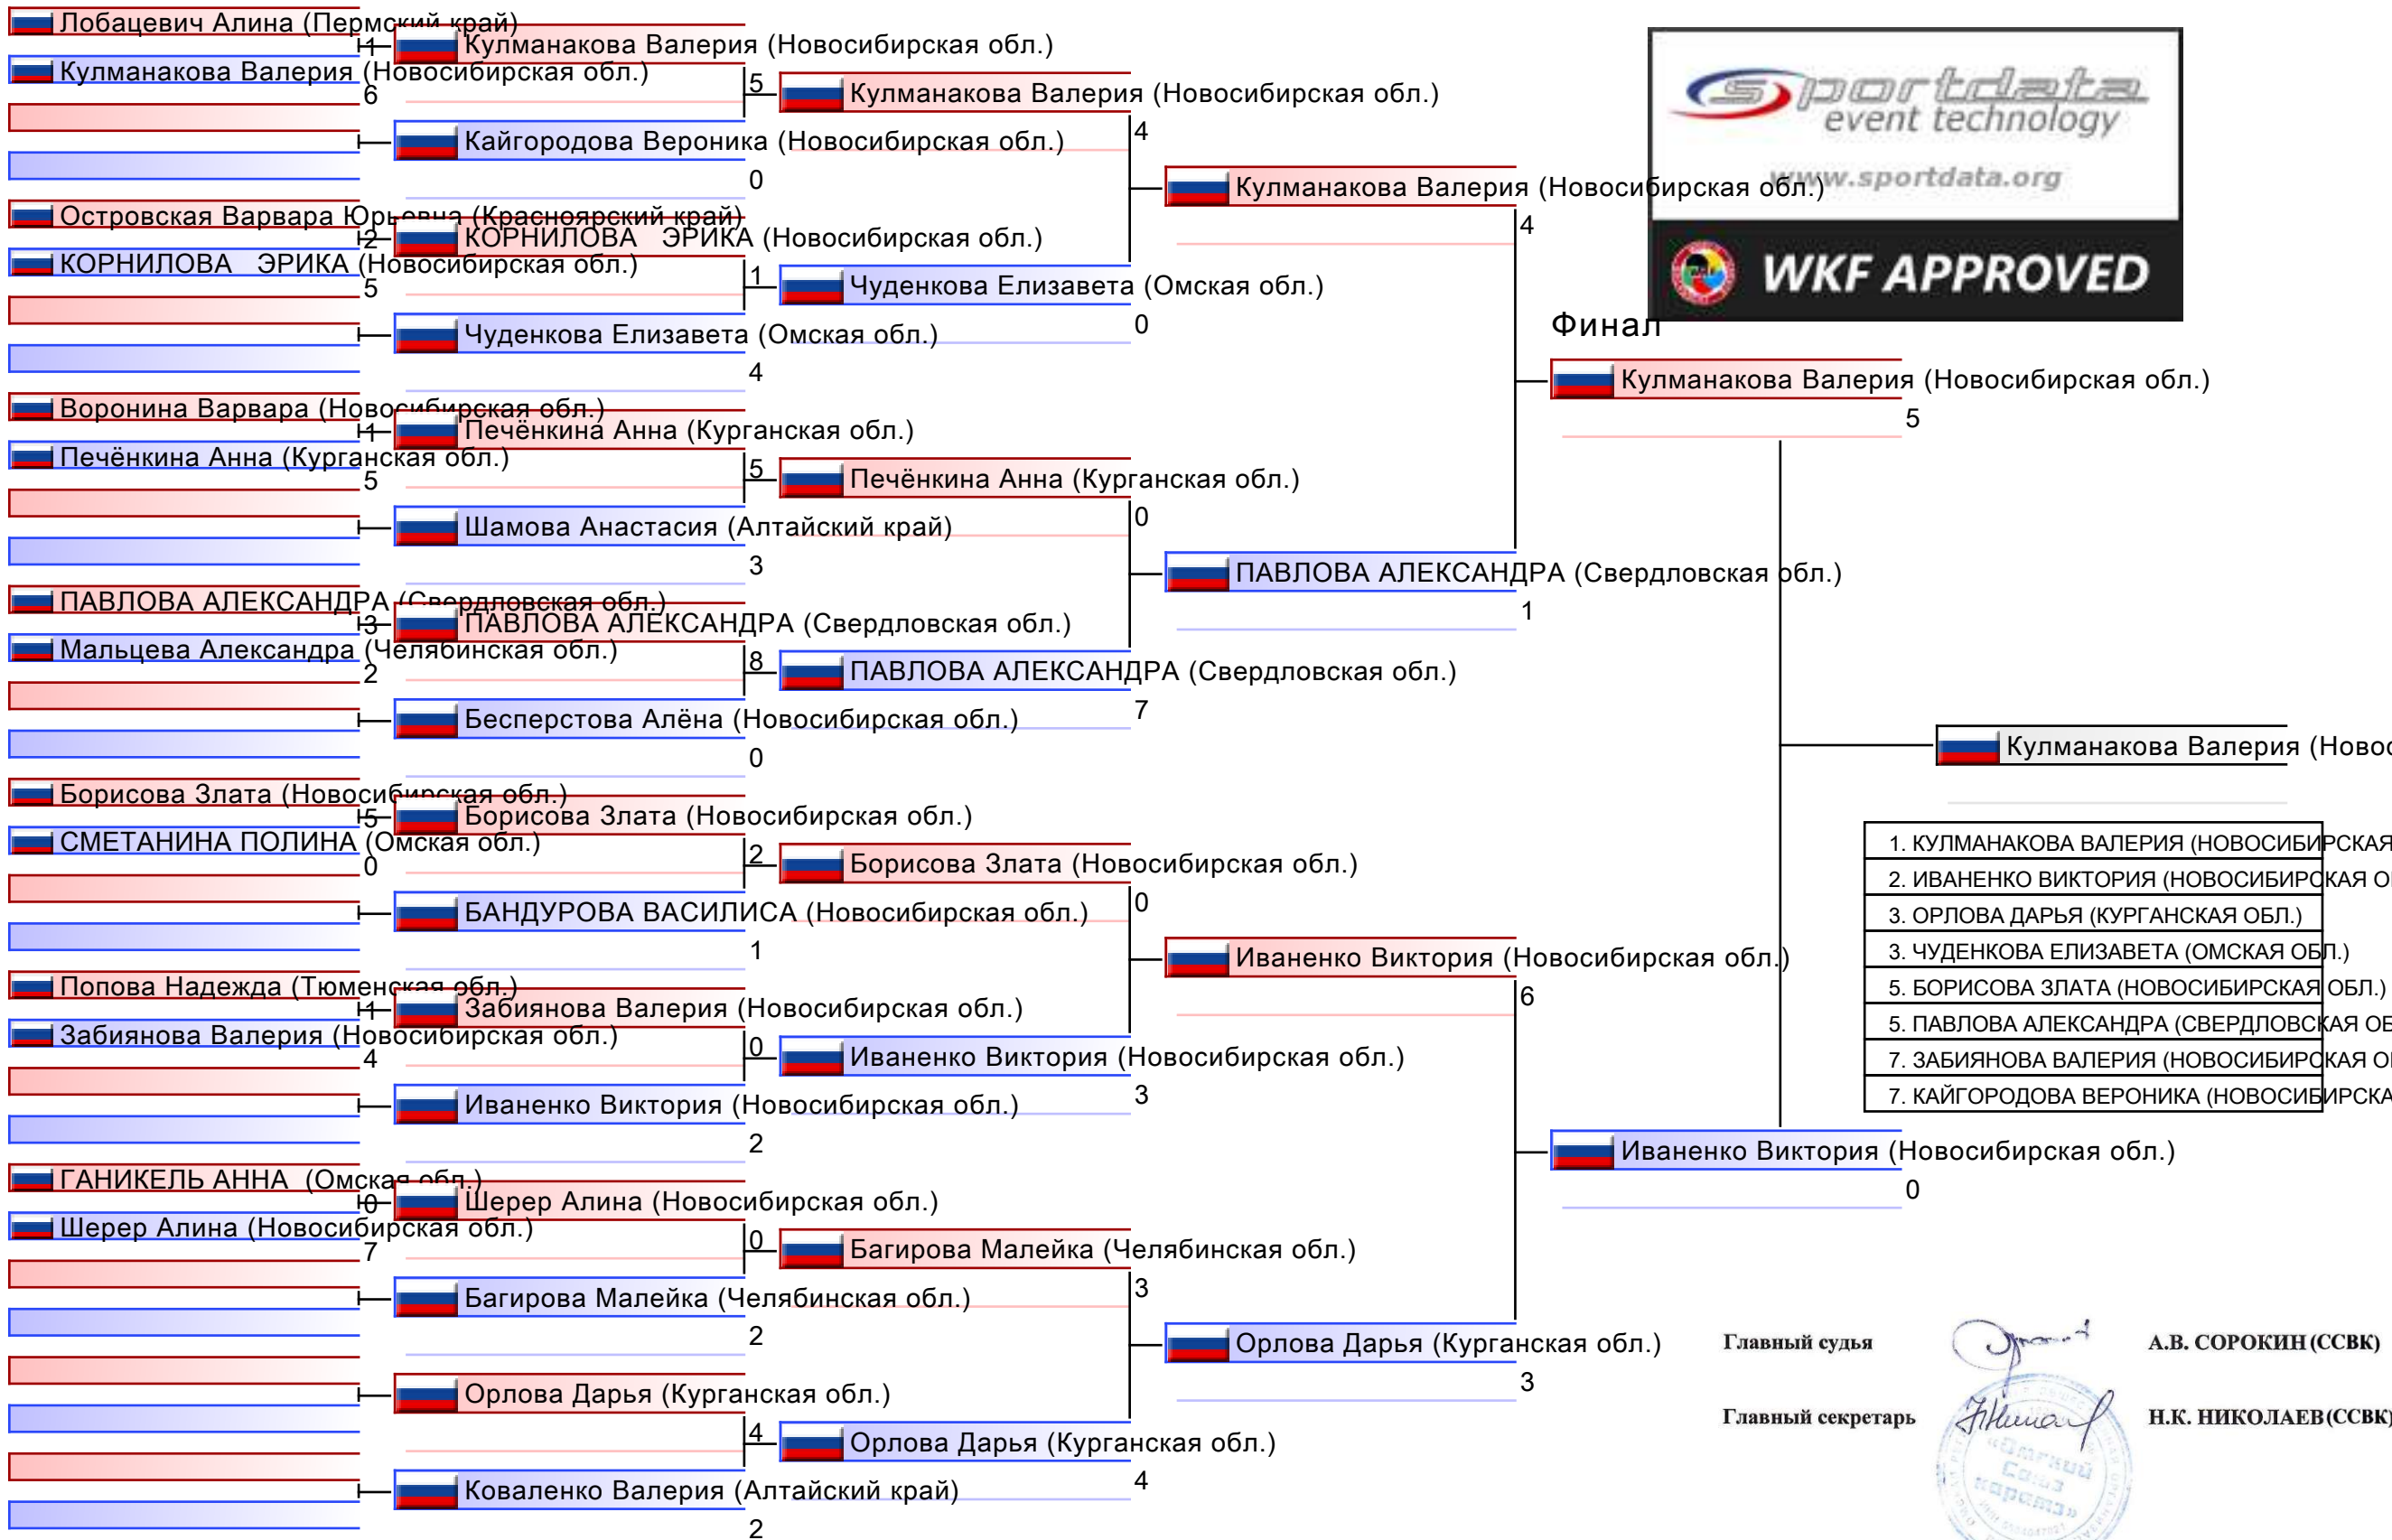 Лобацевич Алина (Пермский край)
1
Кулманакова Валерия (Новосибирская обл.)
6
Островская Варвара Юрьевна (Красноярский край)
2
КОРНИЛОВА ЭРИКА (Новосибирская обл.)
5
Воронина Варвара (Новосибирская обл.)
1
Печёнкина Анна (Курганская обл.)
5
ПАВЛОВА АЛЕКСАНДРА (Свердловская обл.)
3
Мальцева Александра (Челябинская обл.)
2
Борисова Злата (Новосибирская обл.)
5
СМЕТАНИНА ПОЛИНА (Омская обл.)
0
Попова Надежда (Тюменская обл.)
1
Забиянова Валерия (Новосибирская обл.)
4
ГАНИКЕЛЬ АННА (Омская обл.)
0
Шерер Алина (Новосибирская обл.)
7
Кулманакова Валерия (Новосибирская обл.)
5
Кайгородова Вероника (Новосибирская обл.)
0
КОРНИЛОВА ЭРИКА (Новосибирская обл.)
1
Чуденкова Елизавета (Омская обл.)
4
Печёнкина Анна (Курганская обл.)
5
Шамова Анастасия (Алтайский край)
3
ПАВЛОВА АЛЕКСАНДРА (Свердловская обл.)
8
Бесперстова Алёна (Новосибирская обл.)
0
Борисова Злата (Новосибирская обл.)
2
БАНДУРОВА ВАСИЛИСА (Новосибирская обл.)
1
Забиянова Валерия (Новосибирская обл.)
0
Иваненко Виктория (Новосибирская обл.)
2
Шерер Алина (Новосибирская обл.)
0
Багирова Малейка (Челябинская обл.)
2
Орлова Дарья (Курганская обл.)
4
Коваленко Валерия (Алтайский край)
2
Кулманакова Валерия (Новосибирская обл.)
4
Чуденкова Елизавета (Омская обл.)
0
Печёнкина Анна (Курганская обл.)
0
ПАВЛОВА АЛЕКСАНДРА (Свердловская обл.)
7
Борисова Злата (Новосибирская обл.)
0
Иваненко Виктория (Новосибирская обл.)
3
Багирова Малейка (Челябинская обл.)
3
Орлова Дарья (Курганская обл.)
4
Кулманакова Валерия (Новосибирская обл.)
4
ПАВЛОВА АЛЕКСАНДРА (Свердловская обл.)
1
Иваненко Виктория (Новосибирская обл.)
6
Орлова Дарья (Курганская обл.)
3
sportdata
event technology
www.sportdata.org
WKF APPROVED
Финал
Кулманакова Валерия (Новосибирская обл.)
5
Иваненко Виктория (Новосибирская обл.)
0
Кулманакова Валерия (Ново
1. КУЛМАНАКОВА ВАЛЕРИЯ (НОВОСИБИРСКАЯ
2. ИВАНЕНКО ВИКТОРИЯ (НОВОСИБИРСКАЯ
3. ОРЛОВА ДАРЬЯ (КУРГАНСКАЯ ОБЛ.)
3. ЧУДЕНКОВА ЕЛИЗАВЕТА (ОМСКАЯ ОБЛ.)
5. БОРИСОВА ЗЛАТА (НОВОСИБИРСКАЯ ОБЛ.)
5. ПАВЛОВА АЛЕКСАНДРА (СВЕРДЛОВСКАЯ ОБ
7. ЗАБИЯНОВА ВАЛЕРИЯ (НОВОСИБИРСКАЯ
7. КАЙГОРОДОВА ВЕРОНИКА (НОВОСИБИРСКА
Главный судья А.В. СОРОКИН (ССВК)
Главный секретарь Н.К. НИКОЛАЕВ (ССВК)
Союз
каратэ»